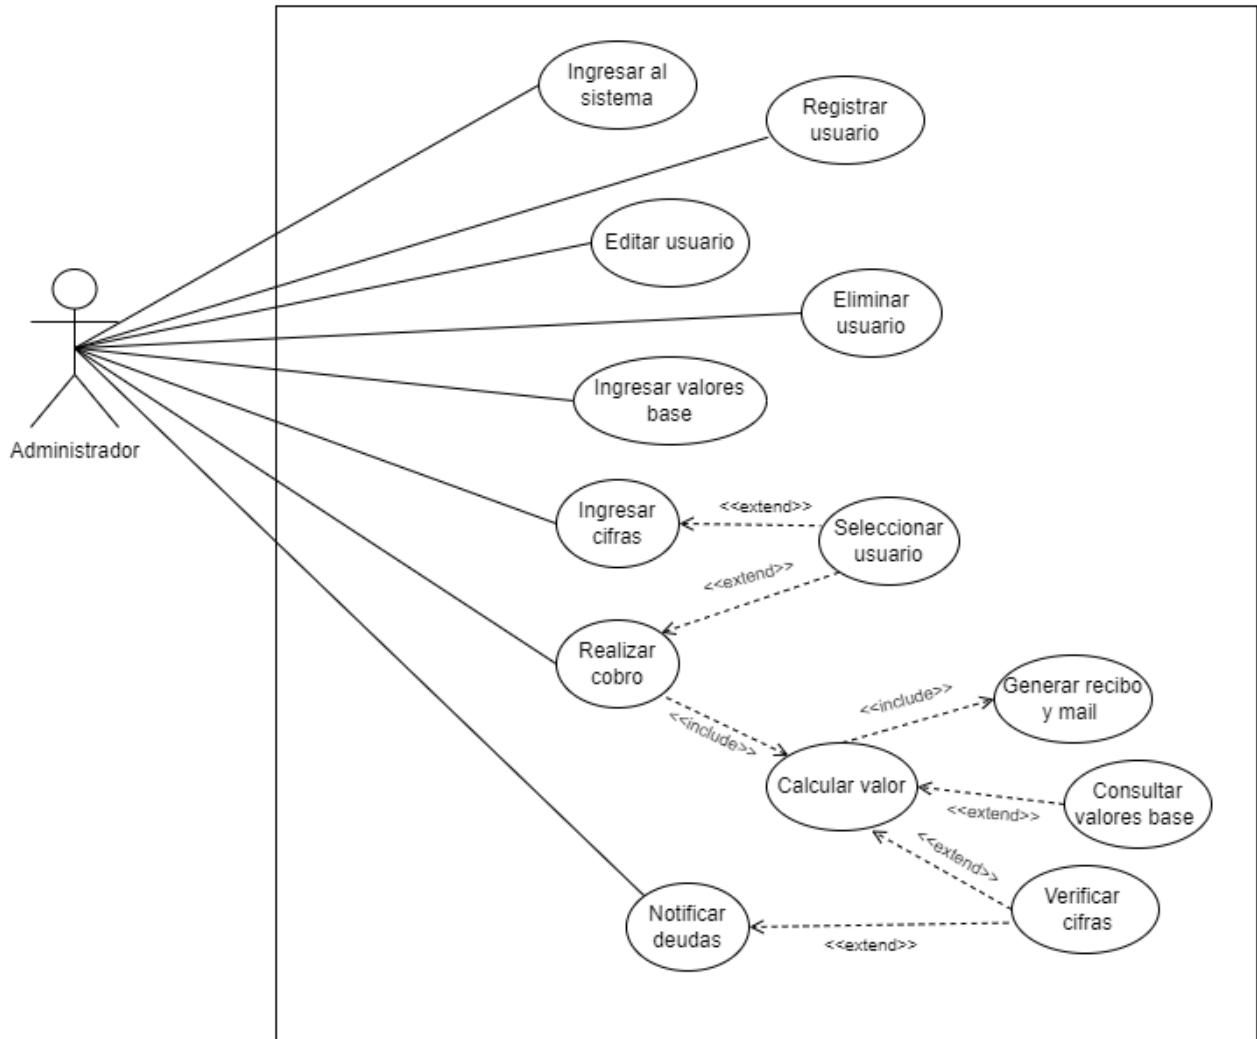 Ingresar al
sistema
Registrar
usuario
Editar usuario
Eliminar
usuario
Ingresar valores
base
Administrador
Ingresar
cifras
<<extend>>
Seleccionar
usuario
<<extend>>
Realizar
cobro
<<include>>
<<include>>
Generar recibo
y mail
Calcular valor
<<extend>>
Consultar
valores base
<<extend>>
Verificar
cifras
Notificar
deudas
<<extend>>